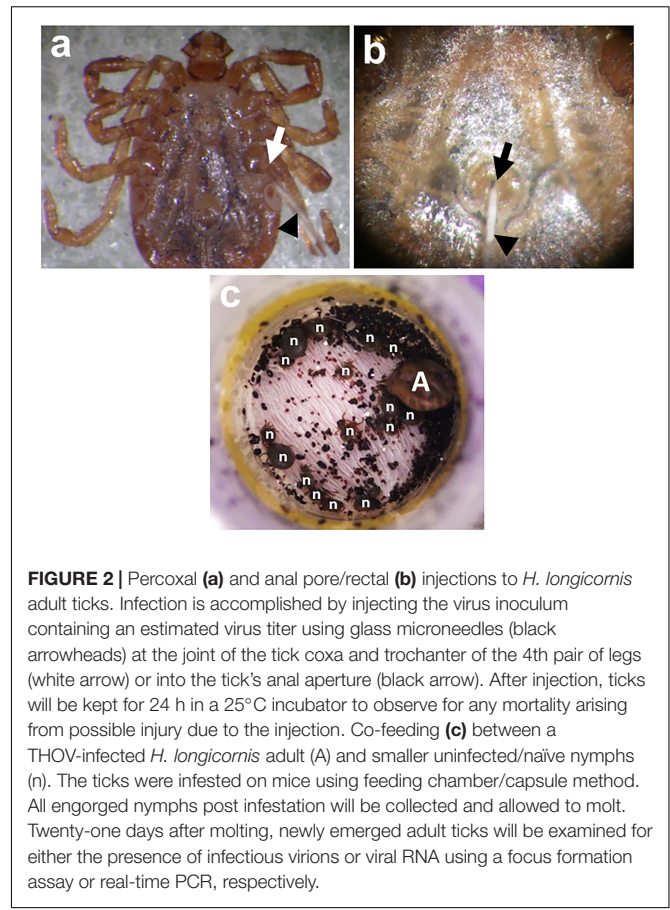 a
b
c
n
n
n
n
n
n
A
n
n
n
n
n
n
n
n
n
n
FIGURE 2 | Percoxal (a) and anal pore/rectal (b) injections to H. longicornis
adult ticks. Infection is accomplished by injecting the virus inoculum
containing an estimated virus titer using glass microneedles (black
arrowheads) at the joint of the tick coxa and trochanter of the 4th pair of legs
(white arrow) or into the tick's anal aperture (black arrow). After injection, ticks
will be kept for 24 h in a 25°C incubator to observe for any mortality arising
from possible injury due to the injection. Co-feeding (c) between a
THOV-infected H. longicornis adult (A) and smaller uninfected/naïve nymphs
(n). The ticks were infested on mice using feeding chamber/capsule method.
All engorged nymphs post infestation will be collected and allowed to molt.
Twenty-one days after molting, newly emerged adult ticks will be examined for
either the presence of infectious virions or viral RNA using a focus formation
assay or real-time PCR, respectively.